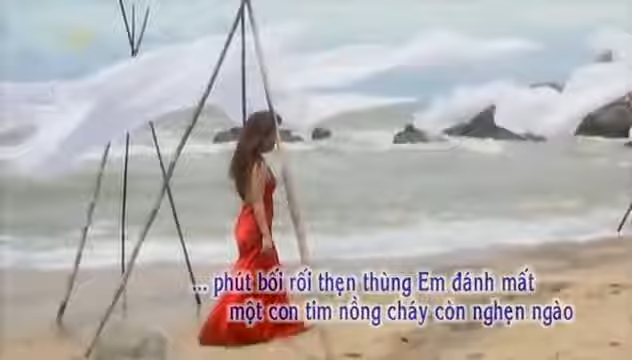 ... phút bối rối thẹn thùng Em đánh mất
một con tim nồng cháy còn nghẹn ngào